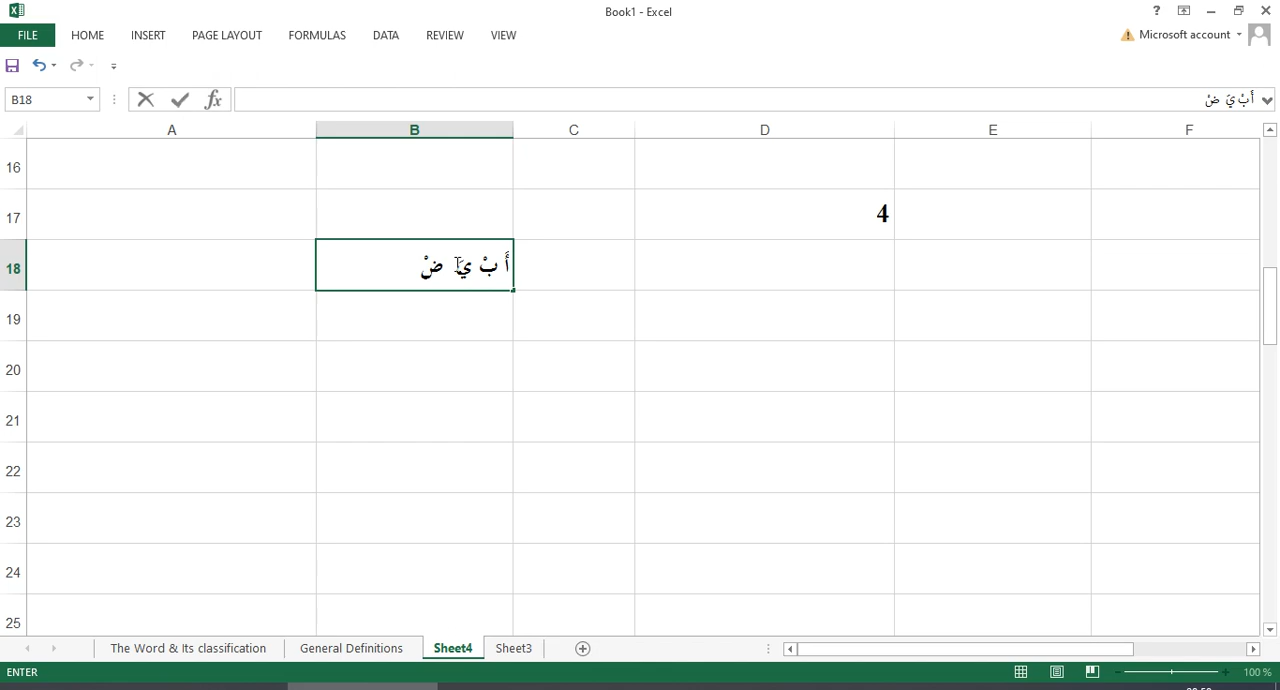 Book1 - Excel
FILE HOME INSERT PAGE LAYOUT FORMULAS DATA REVIEW VIEW
Microsoft account
B18
أَ بْ يَ ضْ
A B C D E F
16
17 4
18 أَ بْ يَ ضْ
19
20
21
22
23
24
25
The Word & Its classification General Definitions Sheet4 Sheet3
ENTER 100 %